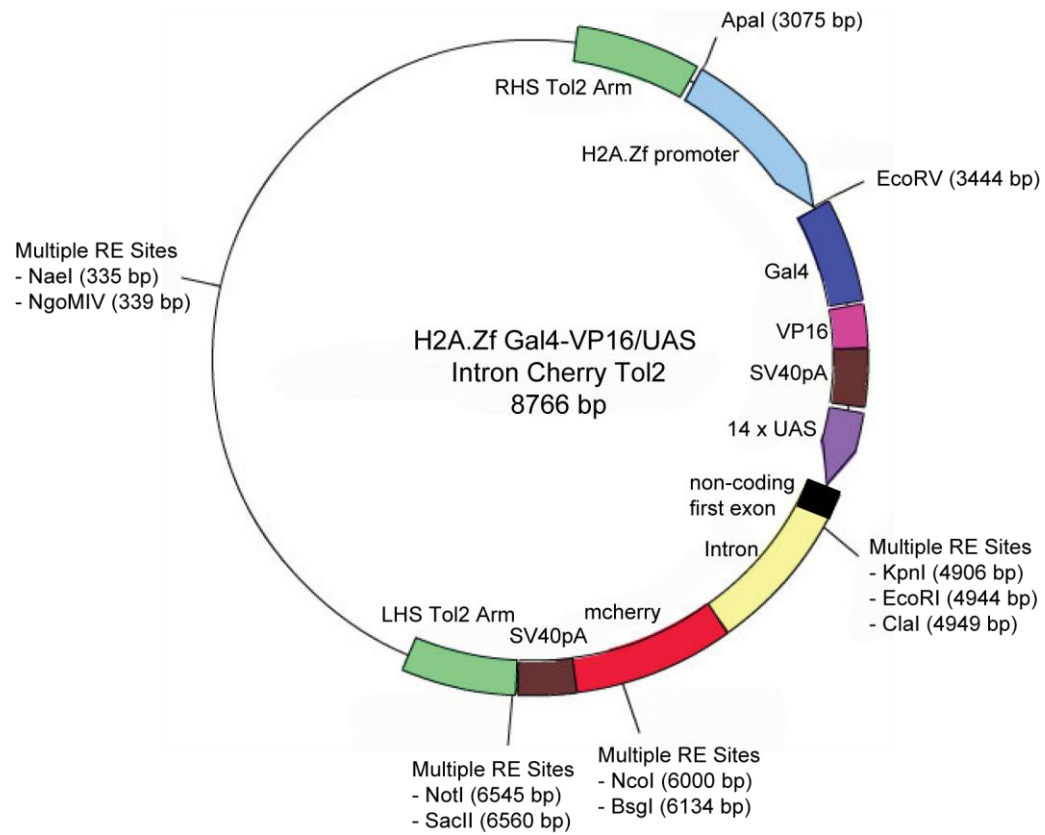 ApaI (3075 bp)
RHS Tol2 Arm
H2A.Zf promoter
EcoRV (3444 bp)
Multiple RE Sites
- NaeI (335 bp)
- NgoMIV (339 bp)
Gal4
VP16
SV40pA
14 x UAS
H2A.Zf Gal4-VP16/UAS
Intron Cherry Tol2
8766 bp
non-coding
first exon
Intron
Multiple RE Sites
- KpnI (4906 bp)
- EcoRI (4944 bp)
- ClaI (4949 bp)
mcherry
SV40pA
LHS Tol2 Arm
Multiple RE Sites
- NotI (6545 bp)
- SacII (6560 bp)
Multiple RE Sites
- NcoI (6000 bp)
- BsgI (6134 bp)